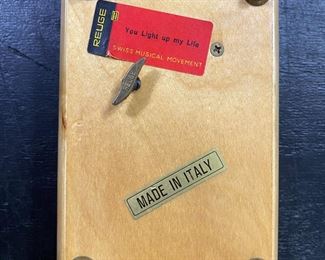 REUGE
You Light up my Life
SWISS MUSICAL MOVEMENT
MADE IN ITALY